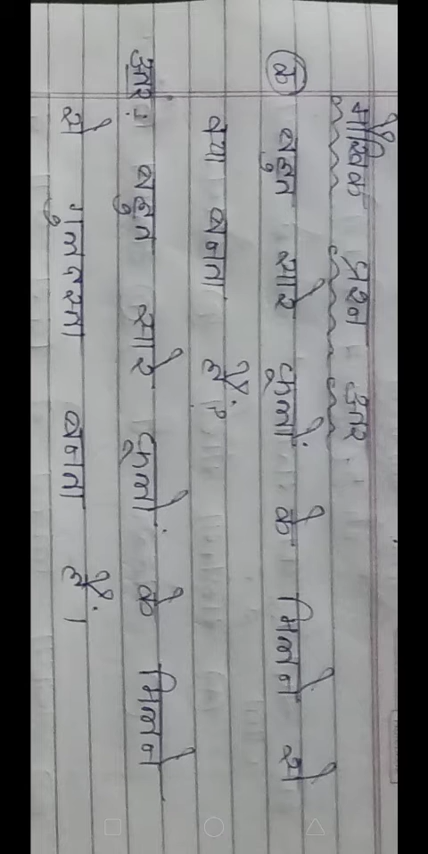 मौखिक प्रश्न उत्तर.
क बहुत सारे फूलों के मिलने से
क्या बनता हैं?
उत्तर: बहुत सारे फूलों के मिलने
से गुलदस्ता बनता हैं।